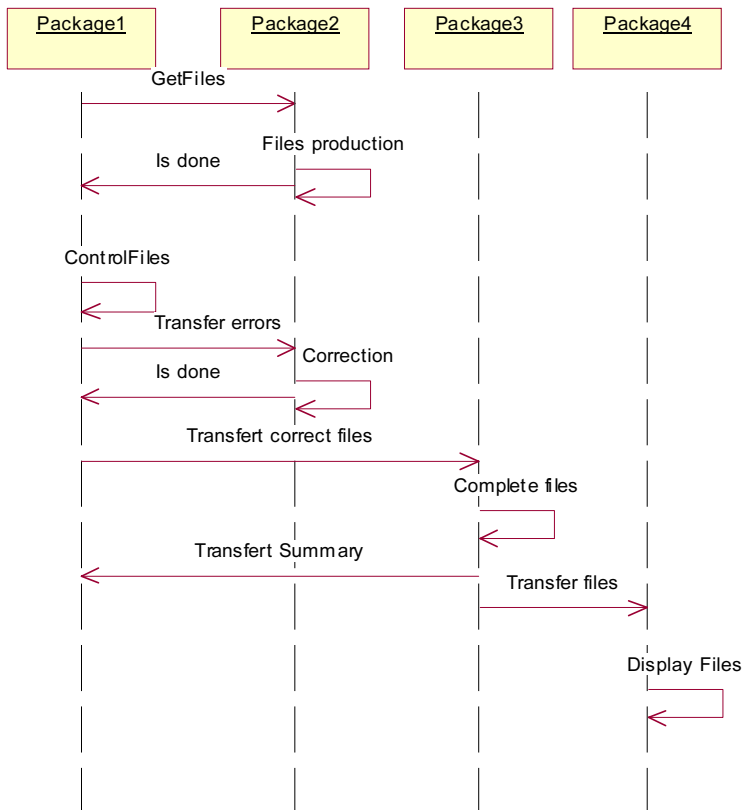 Package1
Package2
Package3
Package4
GetFiles
Files production
Is done
ControlFiles
Transfer errors
Correction
Is done
Transfert correct files
Complete files
Transfert Summary
Transfer files
Display Files